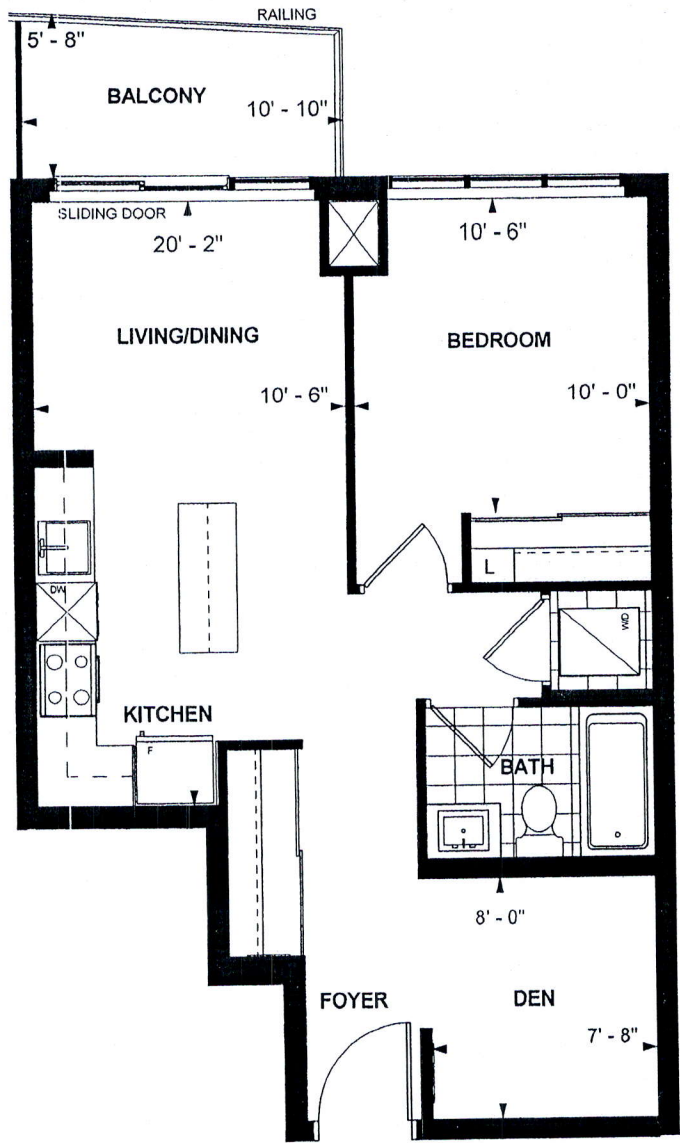 RAILING
5' - 8"
BALCONY
10' - 10"
SLIDING DOOR
20' - 2"
10' - 6"
LIVING/DINING
BEDROOM
10' - 6"
10' - 0"
L
DW
W/D
KITCHEN
F
BATH
8' - 0"
FOYER
DEN
7' - 8"